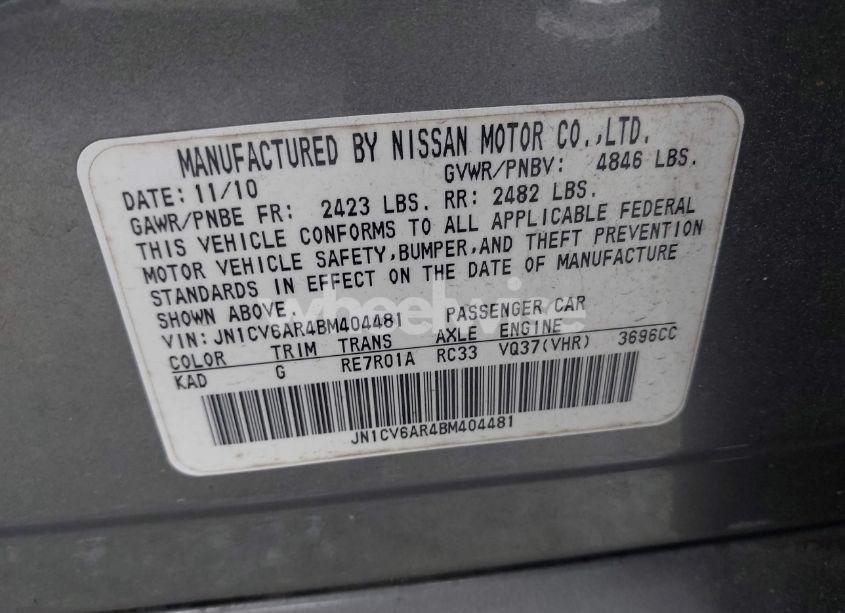 MANUFACTURED BY NISSAN MOTOR CO.,LTD.
DATE: 11/10 GVWR/PNBV: 4846 LBS.
GAWR/PNBE FR: 2423 LBS. RR: 2482 LBS.
THIS VEHICLE CONFORMS TO ALL APPLICABLE FEDERAL
MOTOR VEHICLE SAFETY,BUMPER,AND THEFT PREVENTION
STANDARDS IN EFFECT ON THE DATE OF MANUFACTURE
SHOWN ABOVE.
VIN: JN1CV6AR4BM404481 PASSENGER/CAR
COLOR TRIM TRANS AXLE ENGINE
KAD G RE7R01A RC33 VQ37(VHR) 3696CC
JN1CV6AR4BM404481